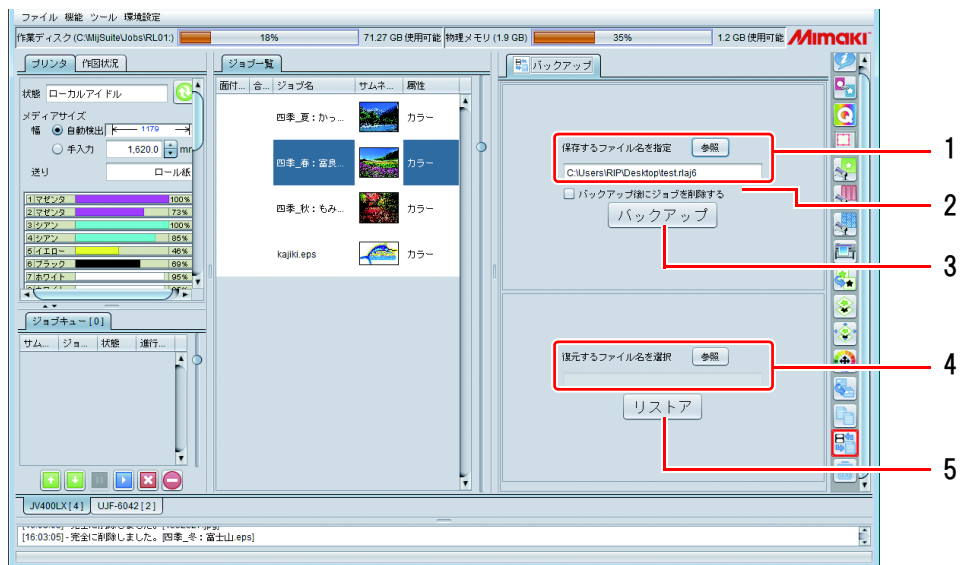 ファイル 機能 ツール 環境設定
作業ディスク(C:\MijSuite\Jobs\RL01:) 18% 71.27 GB 使用可能 物理メモリ (1.9 GB) 35% 1.2 GB 使用可能 Mimaki
プリンタ 作図状況
状態 ローカルアイドル
メディアサイズ
幅 自動検出 1179
手入力 1,620.0 mm
送り ロール紙
1 マゼンタ 100%
2 マゼンタ 73%
3 シアン 100%
4 シアン 85%
5 イエロー 46%
6 ブラック 69%
7 ホワイト 95%
ジョブキュー [ 0 ]
サム... ジョ... 状態 進行...
ジョブ一覧
面付... 合... ジョブ名 サムネ... 属性
四季_夏：かっ... カラー
四季_春：富良... カラー
四季_秋：もみ... カラー
kajiki.eps カラー
バックアップ
保存するファイル名を指定 参照
C:\Users\RIP\Desktop\test.rlaj6
バックアップ後にジョブを削除する
バックアップ
復元するファイル名を選択 参照
リストア
1
2
3
4
5
JV400LX [ 4 ] UJF-6042 [ 2 ]
[16:03:05] - 完全に削除しました。[四季_冬：富士山.eps]